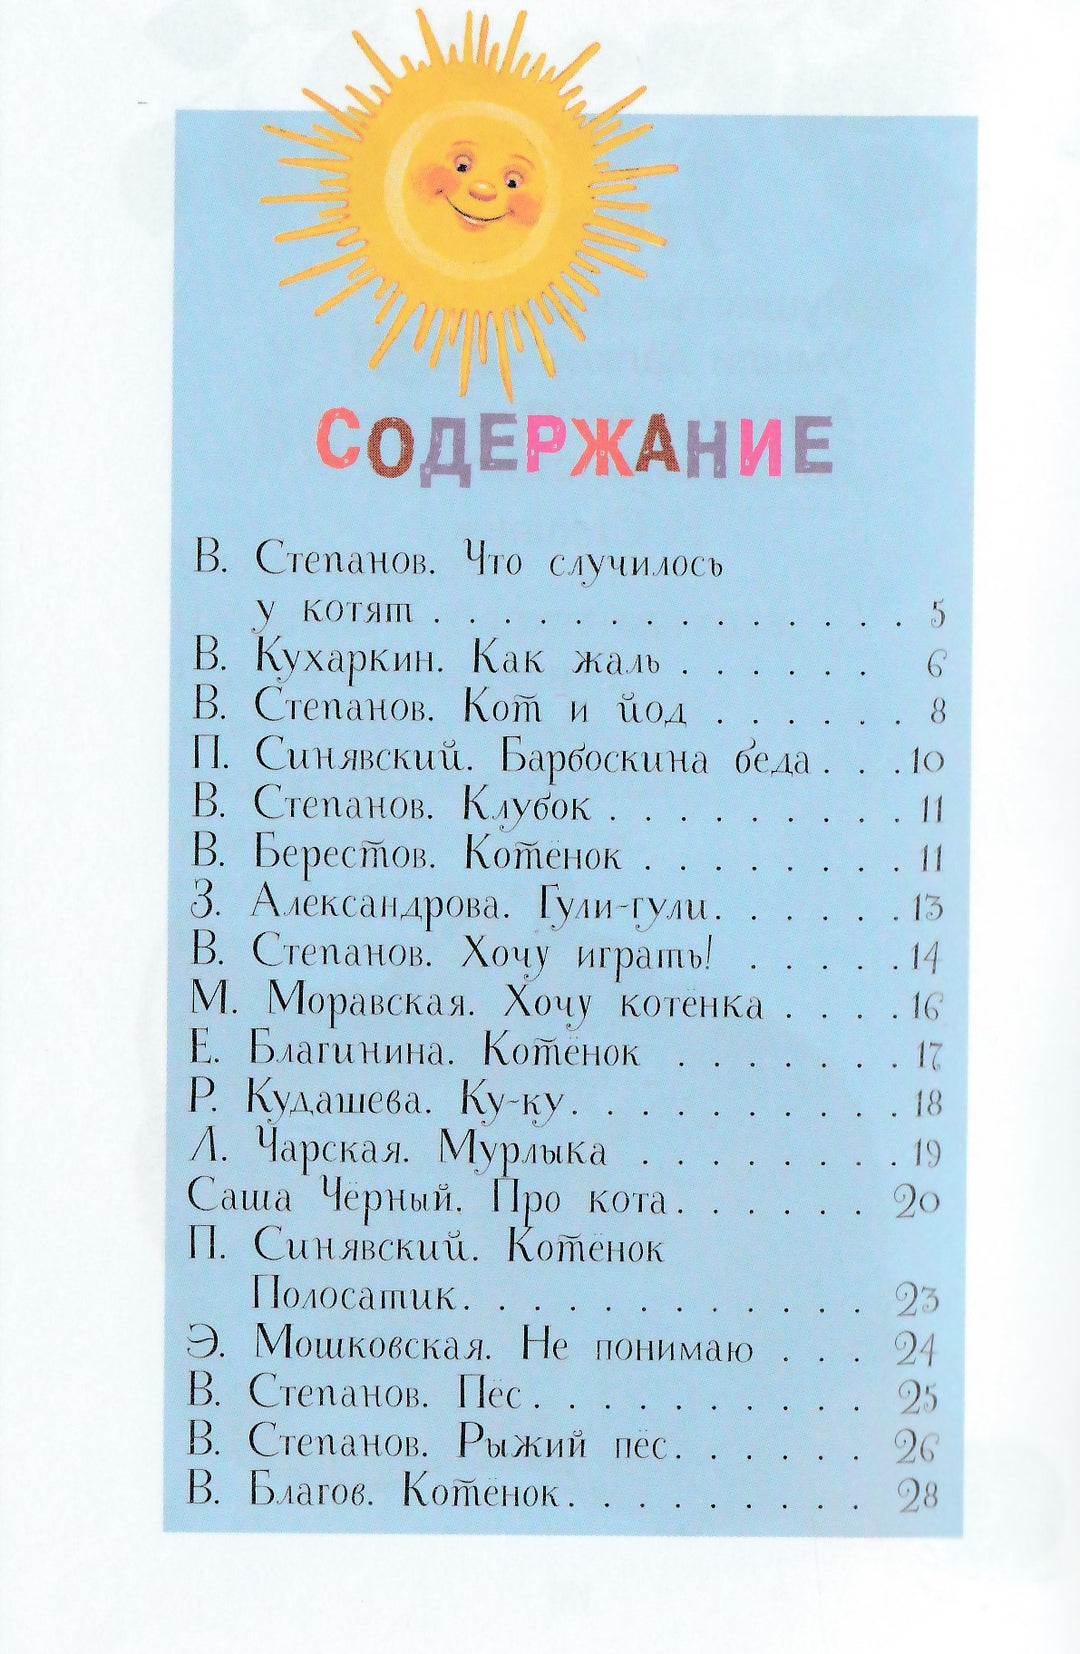 СОДЕРЖАНИЕ
В. Степанов. Что случилось
у котят . . . . . . . . . . . . . . 5
В. Кухаркин. Как жаль . . . . . . 6
В. Степанов. Кот и йод . . . . . . 8
П. Синявский. Барбоскина беда . . . 10
В. Степанов. Клубок . . . . . . . . . 11
В. Берестов. Котёнок . . . . . . . . 11
З. Александрова. Гули-гули . . . . . . 13
В. Степанов. Хочу играть! . . . . . 14
М. Моравская. Хочу котёнка . . . . 16
Е. Благинина. Котёнок . . . . . . . 17
Р. Кудашева. Ку-ку . . . . . . . . . . 18
Л. Чарская. Мурлыка . . . . . . . . 19
Саша Чёрный. Про кота . . . . . . 20
П. Синявский. Котёнок
Полосатик . . . . . . . . . . . . 23
Э. Мошковская. Не понимаю . . . 24
В. Степанов. Пёс . . . . . . . . . . 25
В. Степанов. Рыжий пёс . . . . . . 26
В. Благов. Котёнок . . . . . . . . . 28